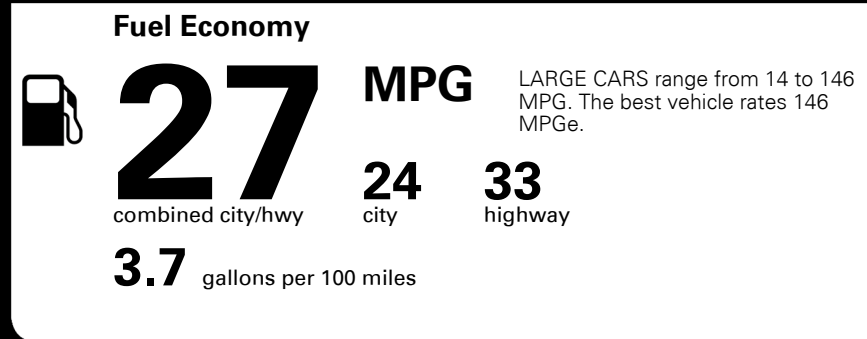 Fuel Economy
27 MPG
LARGE CARS range from 14 to 146
MPG. The best vehicle rates 146
MPGe.
combined city/hwy
24
city
33
highway
3.7 gallons per 100 miles